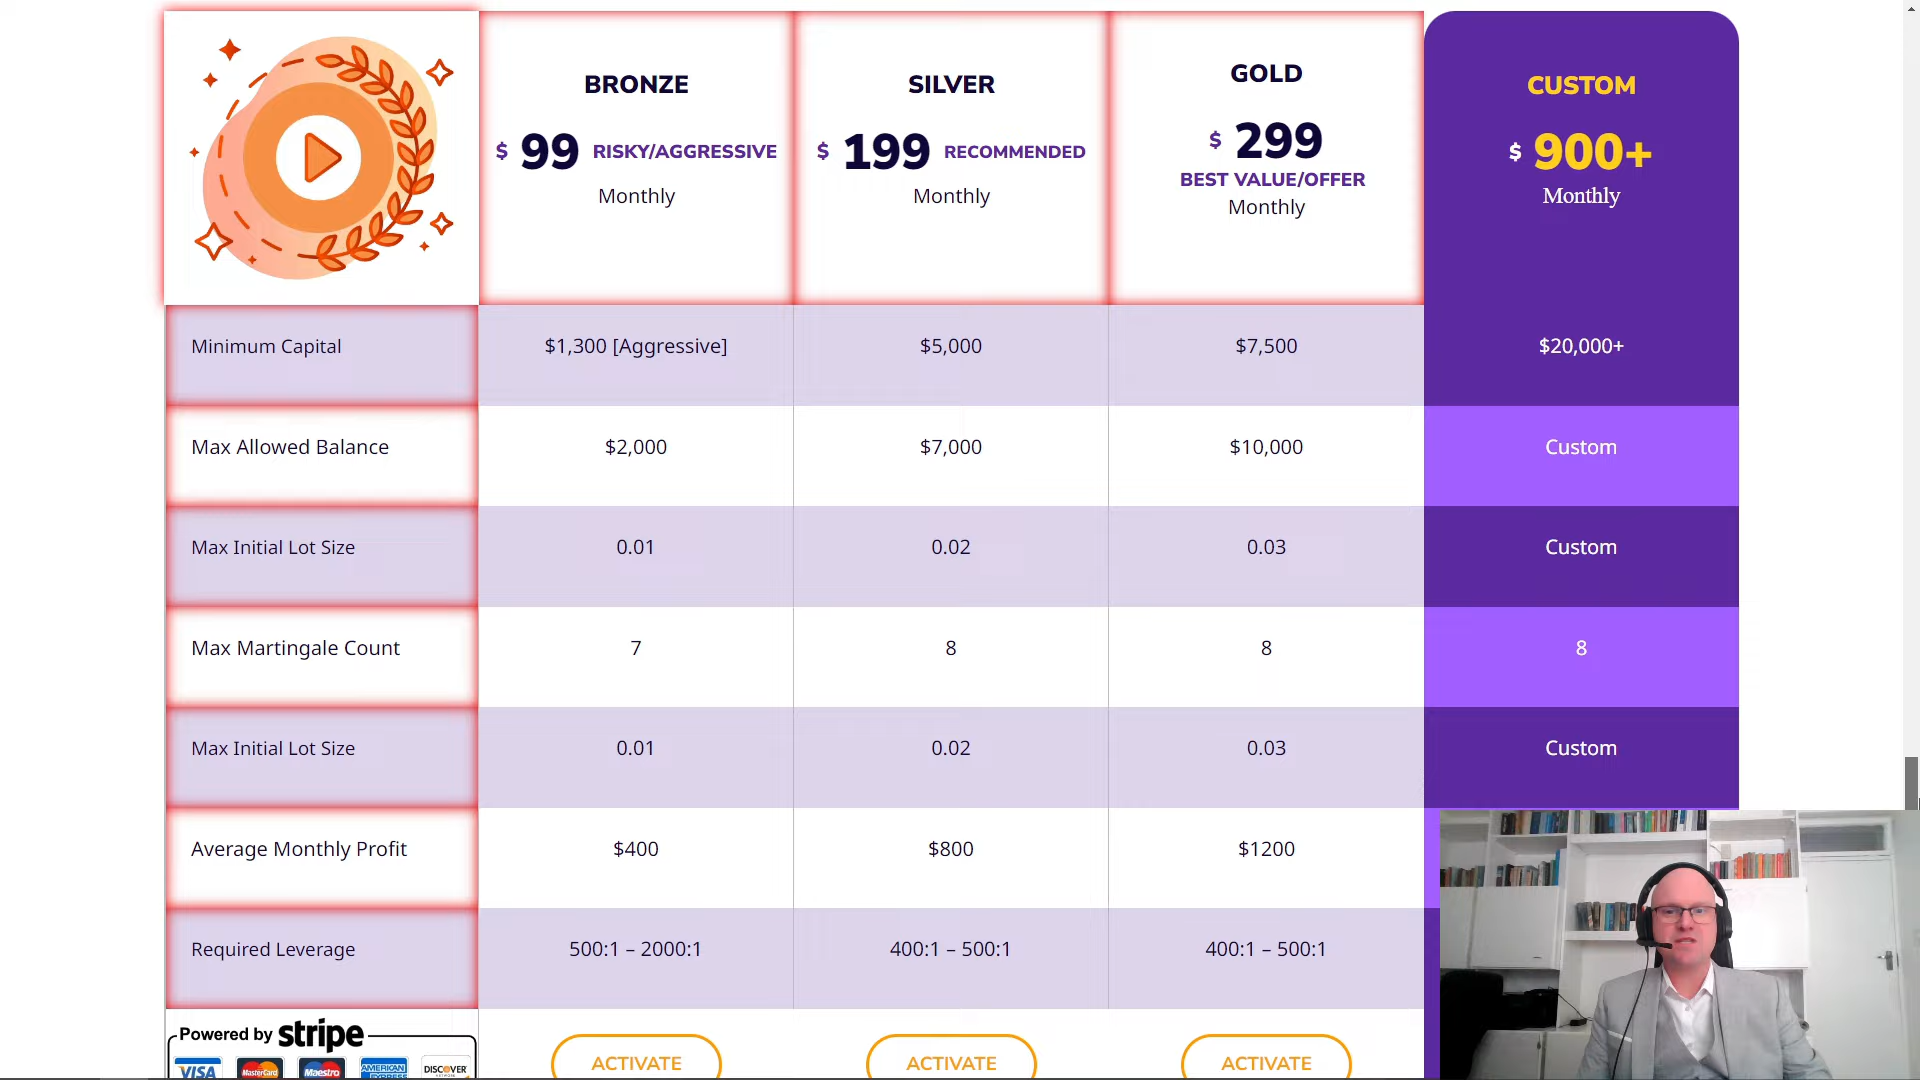 BRONZE
$ 99 RISKY/AGGRESSIVE
Monthly
SILVER
$ 199 RECOMMENDED
Monthly
GOLD
$ 299
BEST VALUE/OFFER
Monthly
CUSTOM
$ 900+
Monthly
Minimum Capital $1,300 [Aggressive] $5,000 $7,500 $20,000+
Max Allowed Balance $2,000 $7,000 $10,000 Custom
Max Initial Lot Size 0.01 0.02 0.03 Custom
Max Martingale Count 7 8 8 8
Max Initial Lot Size 0.01 0.02 0.03 Custom
Average Monthly Profit $400 $800 $1200
Required Leverage 500:1 – 2000:1 400:1 – 500:1 400:1 – 500:1
Powered by stripe
VISA MasterCard Maestro AMERICAN EXPRESS DISCOVER
ACTIVATE ACTIVATE ACTIVATE